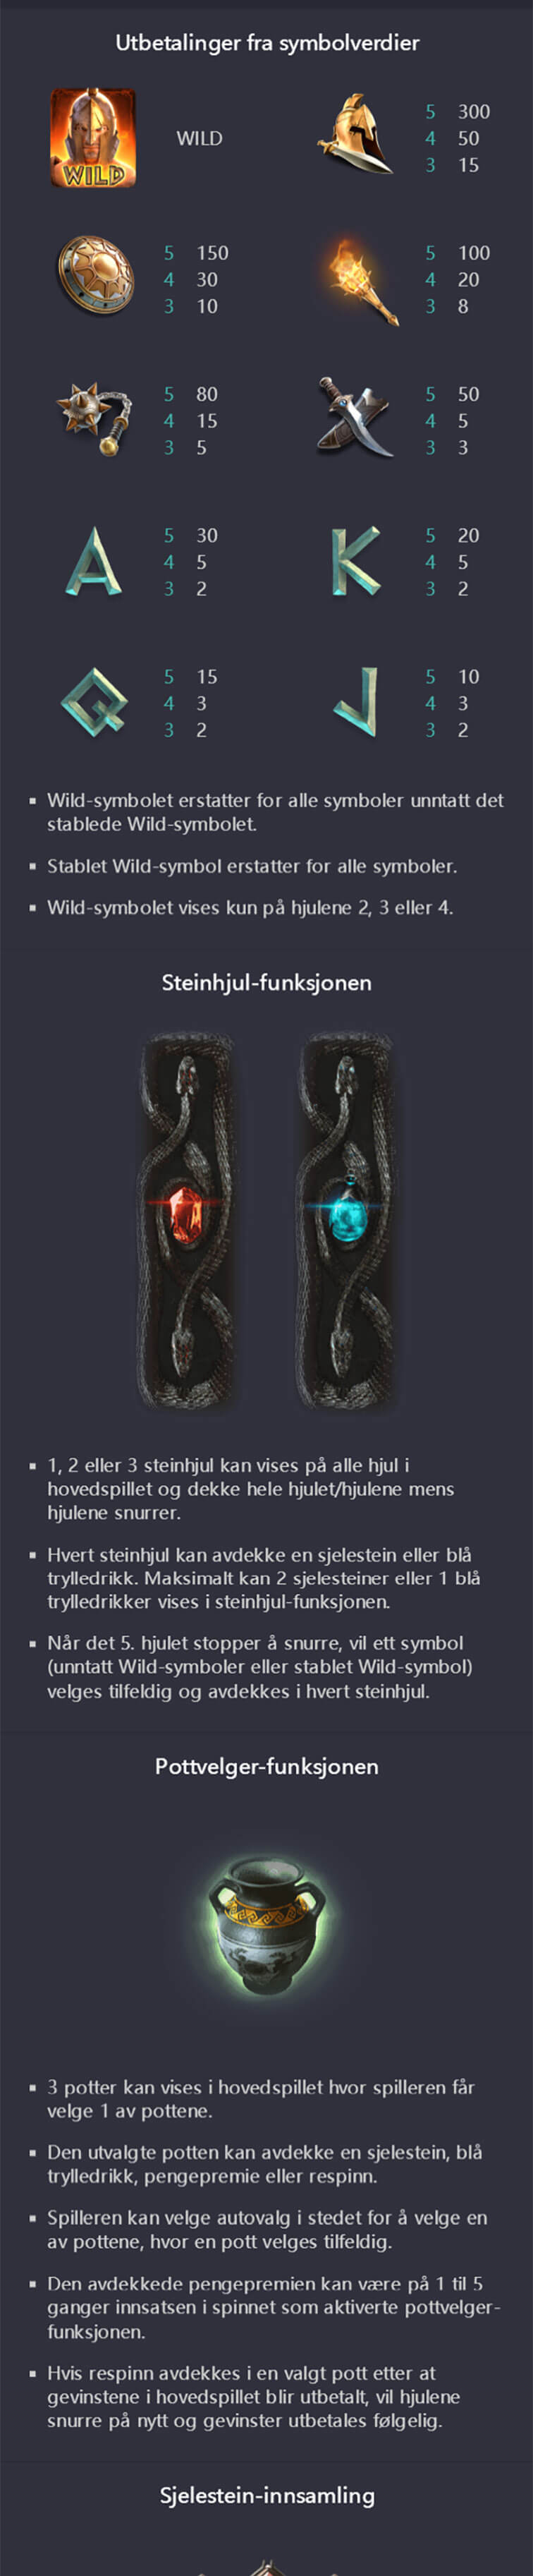 Utbetalinger fra symbolverdier
WILD
WILD
5 300
4 50
3 15
5 150
4 30
3 10
5 100
4 20
3 8
5 80
4 15
3 5
5 50
4 5
3 3
A
5 30
4 5
3 2
K
5 20
4 5
3 2
Q
5 15
4 3
3 2
J
5 10
4 3
3 2
▪ Wild-symbolet erstatter for alle symboler unntatt det
stablede Wild-symbolet.
▪ Stablet Wild-symbol erstatter for alle symboler.
▪ Wild-symbolet vises kun på hjulene 2, 3 eller 4.
Steinhjul-funksjonen
▪ 1, 2 eller 3 steinhjul kan vises på alle hjul i
hovedspillet og dekke hele hjulet/hjulene mens
hjulene snurrer.
▪ Hvert steinhjul kan avdekke en sjelestein eller blå
trylledrikk. Maksimalt kan 2 sjelesteiner eller 1 blå
trylledrikker vises i steinhjul-funksjonen.
▪ Når det 5. hjulet stopper å snurre, vil ett symbol
(unntatt Wild-symboler eller stablet Wild-symbol)
velges tilfeldig og avdekkes i hvert steinhjul.
Pottvelger-funksjonen
▪ 3 potter kan vises i hovedspillet hvor spilleren får
velge 1 av pottene.
▪ Den utvalgte potten kan avdekke en sjelestein, blå
trylledrikk, pengepremie eller respinn.
▪ Spilleren kan velge autovalg i stedet for å velge en
av pottene, hvor en pott velges tilfeldig.
▪ Den avdekkede pengepremien kan være på 1 til 5
ganger innsatsen i spinnet som aktiverte pottvelger-
funksjonen.
▪ Hvis respinn avdekkes i en valgt pott etter at
gevinstene i hovedspillet blir utbetalt, vil hjulene
snurre på nytt og gevinster utbetales følgelig.
Sjelestein-innsamling